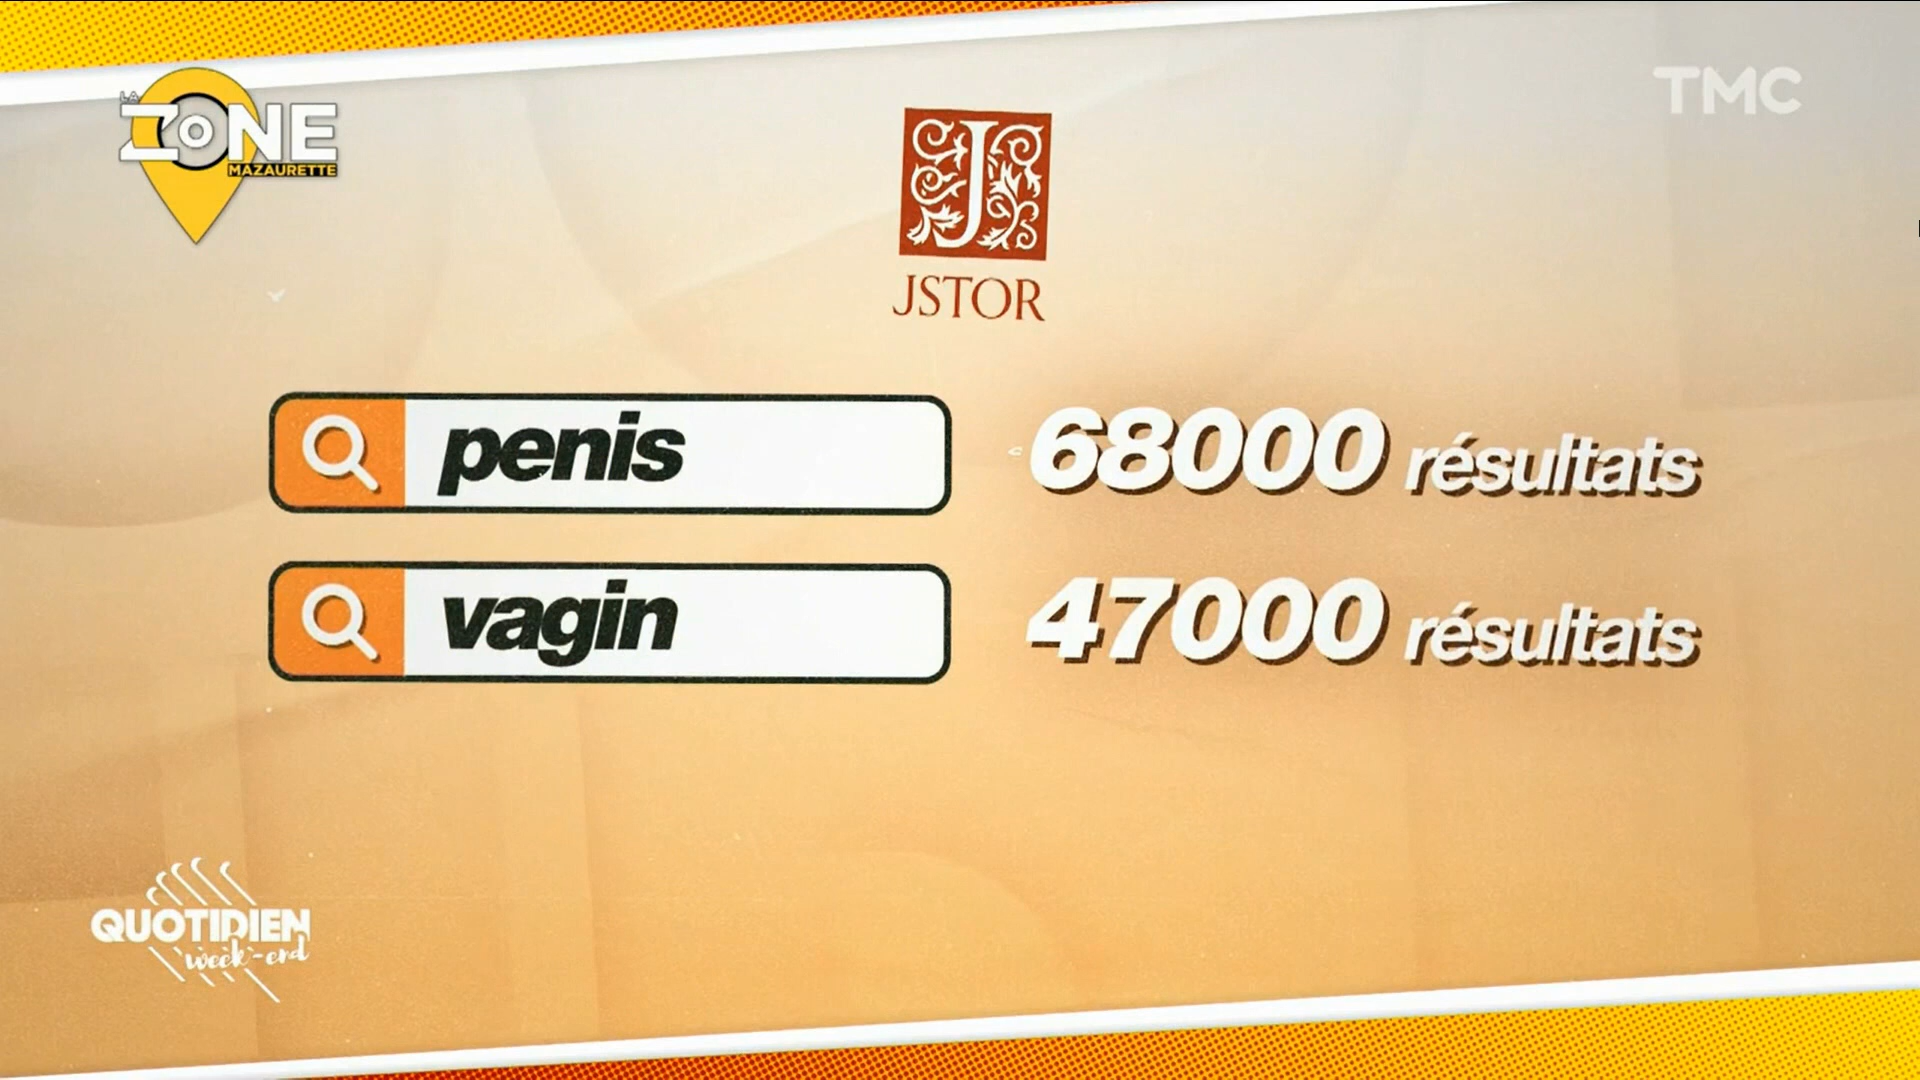 LA
ZONE
MAZAURETTE
TMC
J
JSTOR
penis 68000 résultats
vagin 47000 résultats
QUOTIDIEN
week-end